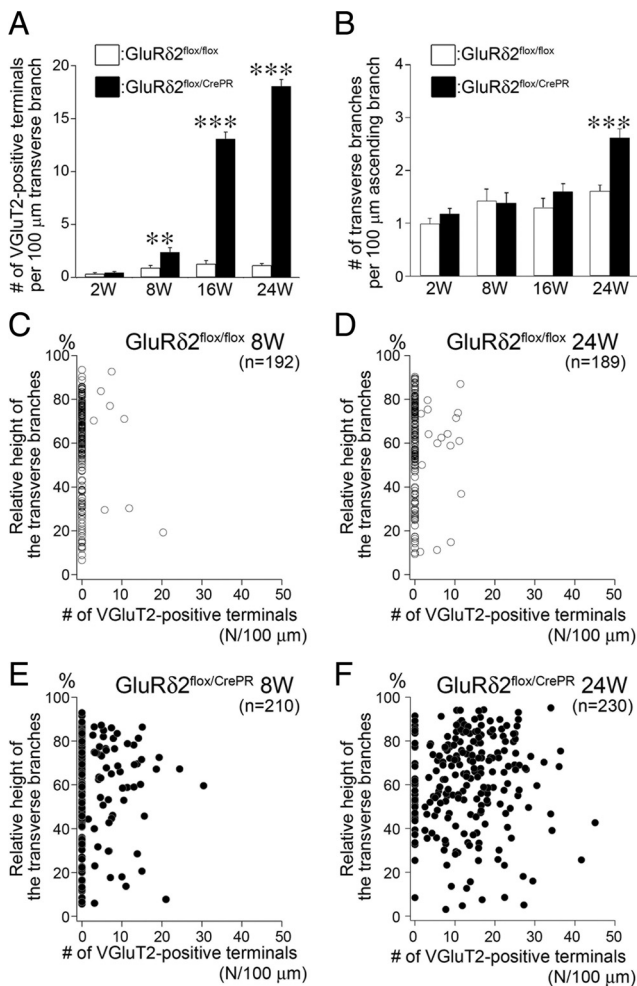 A
# of VGluT2-positive terminals
per 100 μm transverse branch
:GluRδ2flox/flox
:GluRδ2flox/CrePR
20
15
10
5
0
**
***
***
2W 8W 16W 24W
B
# of transverse branches
per 100 μm ascending branch
:GluRδ2flox/flox
:GluRδ2flox/CrePR
4
3
2
1
0
***
2W 8W 16W 24W
C
%
GluRδ2flox/flox 8W
(n=192)
Relative height of
the transverse branches
100
80
60
40
20
0
0 10 20 30 40 50
# of VGluT2-positive terminals
(N/100 μm)
D
%
GluRδ2flox/flox 24W
(n=189)
Relative height of
the transverse branches
100
80
60
40
20
0
0 10 20 30 40 50
# of VGluT2-positive terminals
(N/100 μm)
E
%
GluRδ2flox/CrePR 8W
(n=210)
Relative height of
the transverse branches
100
80
60
40
20
0
0 10 20 30 40 50
# of VGluT2-positive terminals
(N/100 μm)
F
%
GluRδ2flox/CrePR 24W
(n=230)
Relative height of
the transverse branches
100
80
60
40
20
0
0 10 20 30 40 50
# of VGluT2-positive terminals
(N/100 μm)